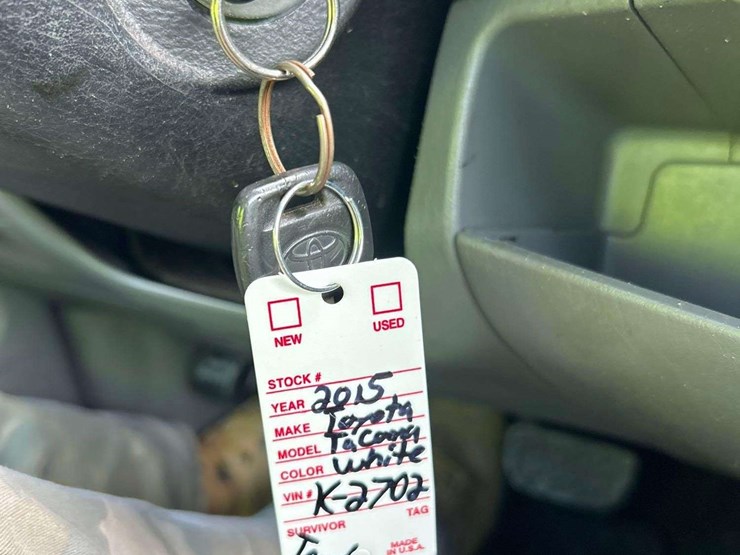 NEW USED
STOCK #
YEAR 2015
MAKE Toyota
MODEL Tacoma
COLOR white
VIN # K-2702
SURVIVOR TAG
MADE
IN U.S.A.